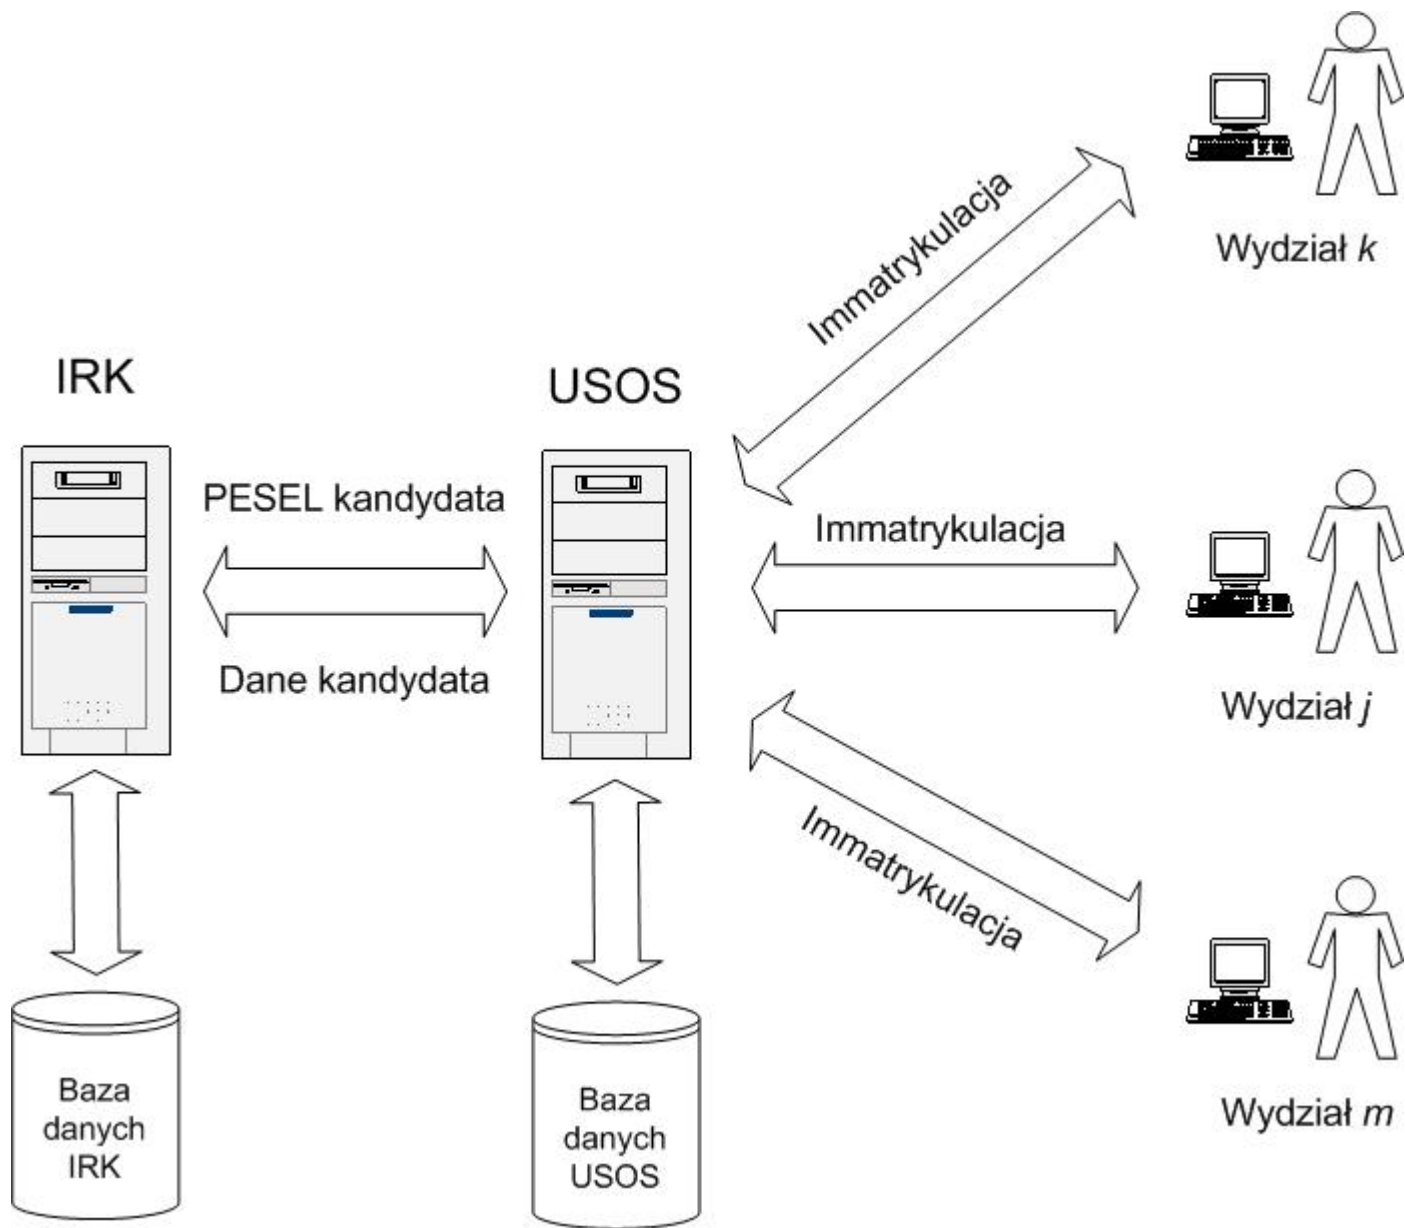 IRK
USOS
PESEL kandydata
Dane kandydata
Immatrykulacja
Wydział k
Immatrykulacja
Wydział j
Immatrykulacja
Wydział m
Baza
danych
IRK
Baza
danych
USOS